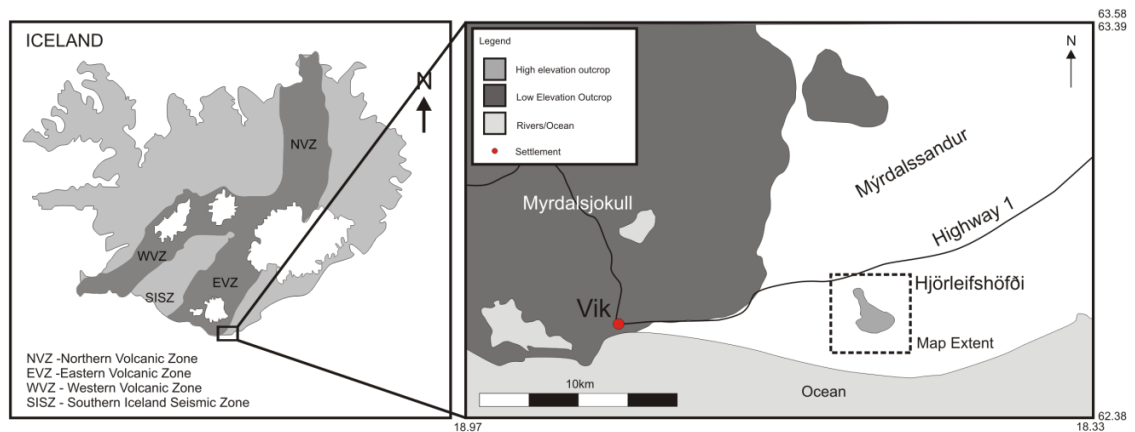 ICELAND
N
NVZ
WVZ
EVZ
SISZ
NVZ -Northern Volcanic Zone
EVZ -Eastern Volcanic Zone
WVZ - Western Volcanic Zone
SISZ - Southern Iceland Seismic Zone
63.58
63.39
Legend
High elevation outcrop
Low Elevation Outcrop
Rivers/Ocean
Settlement
N
Mýrdalssandur
Myrdalsjokull
Highway 1
Hjörleifshöfði
Vik
Map Extent
10km
Ocean
62.38
18.97
18.33